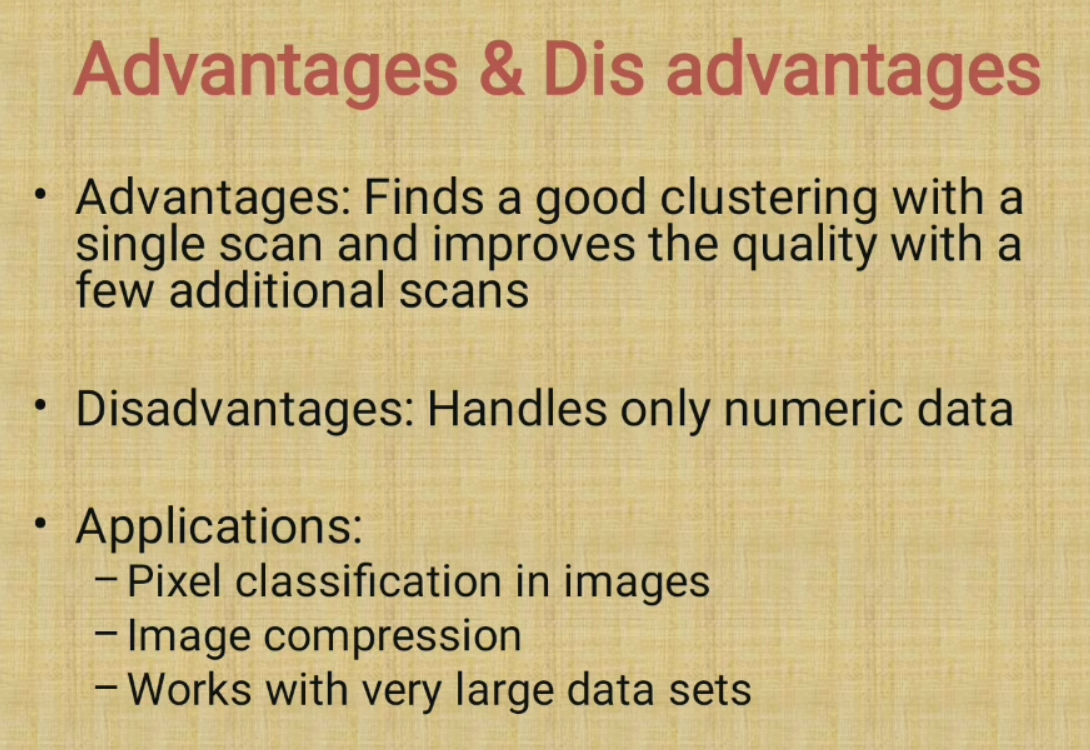 Advantages & Dis advantages
• Advantages: Finds a good clustering with a
single scan and improves the quality with a
few additional scans
• Disadvantages: Handles only numeric data
• Applications:
– Pixel classification in images
– Image compression
– Works with very large data sets